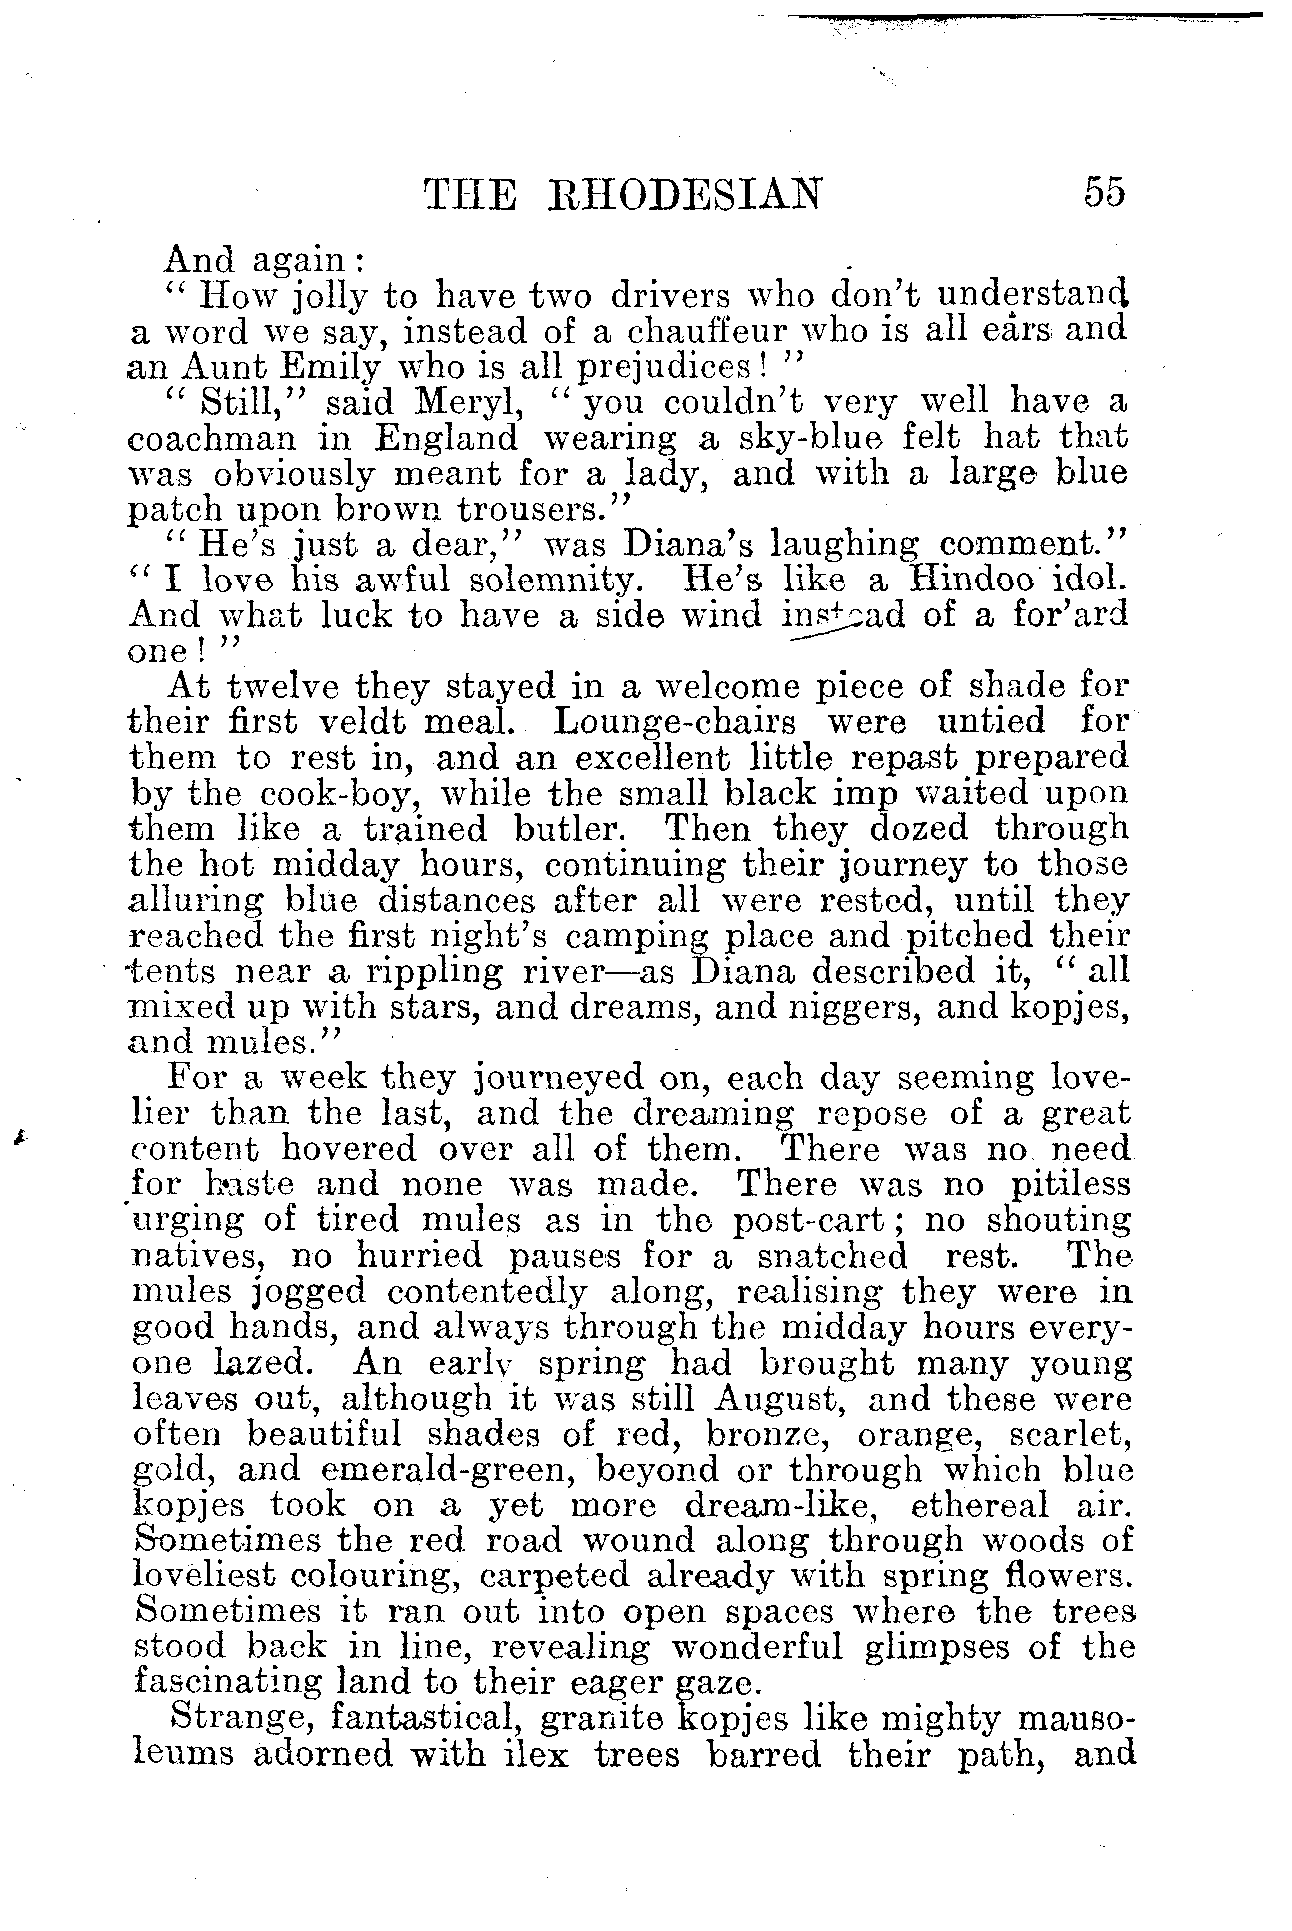 THE RHODESIAN 55
And again :
“ How jolly to have two drivers who don’t understand
a word we say, instead of a chauffeur who is all ears and
an Aunt Emily who is all prejudices ! ”
“ Still,” said Meryl, “ you couldn’t very well have a
coachman in England wearing a sky-blue felt hat that
was obviously meant for a lady, and with a large blue
patch upon brown trousers.”
“ He’s just a dear,” was Diana’s laughing comment.”
“ I love his awful solemnity. He’s like a Hindoo idol.
And what luck to have a side wind instead of a for’ard
one ! ”
At twelve they stayed in a welcome piece of shade for
their first veldt meal. Lounge-chairs were untied for
them to rest in, and an excellent little repast prepared
by the cook-boy, while the small black imp waited upon
them like a trained butler. Then they dozed through
the hot midday hours, continuing their journey to those
alluring blue distances after all were rested, until they
reached the first night’s camping place and pitched their
tents near a rippling river—as Diana described it, “ all
mixed up with stars, and dreams, and niggers, and kopjes,
and mules.”
For a week they journeyed on, each day seeming love-
lier than the last, and the dreaming repose of a great
content hovered over all of them. There was no need
for haste and none was made. There was no pitiless
urging of tired mules as in the post-cart ; no shouting
natives, no hurried pauses for a snatched rest. The
mules jogged contentedly along, realising they were in
good hands, and always through the midday hours every-
one lazed. An early spring had brought many young
leaves out, although it was still August, and these were
often beautiful shades of red, bronze, orange, scarlet,
gold, and emerald-green, beyond or through which blue
kopjes took on a yet more dream-like, ethereal air.
Sometimes the red road wound along through woods of
loveliest colouring, carpeted already with spring flowers.
Sometimes it ran out into open spaces where the trees
stood back in line, revealing wonderful glimpses of the
fascinating land to their eager gaze.
Strange, fantastical, granite kopjes like mighty mauso-
leums adorned with ilex trees barred their path, and